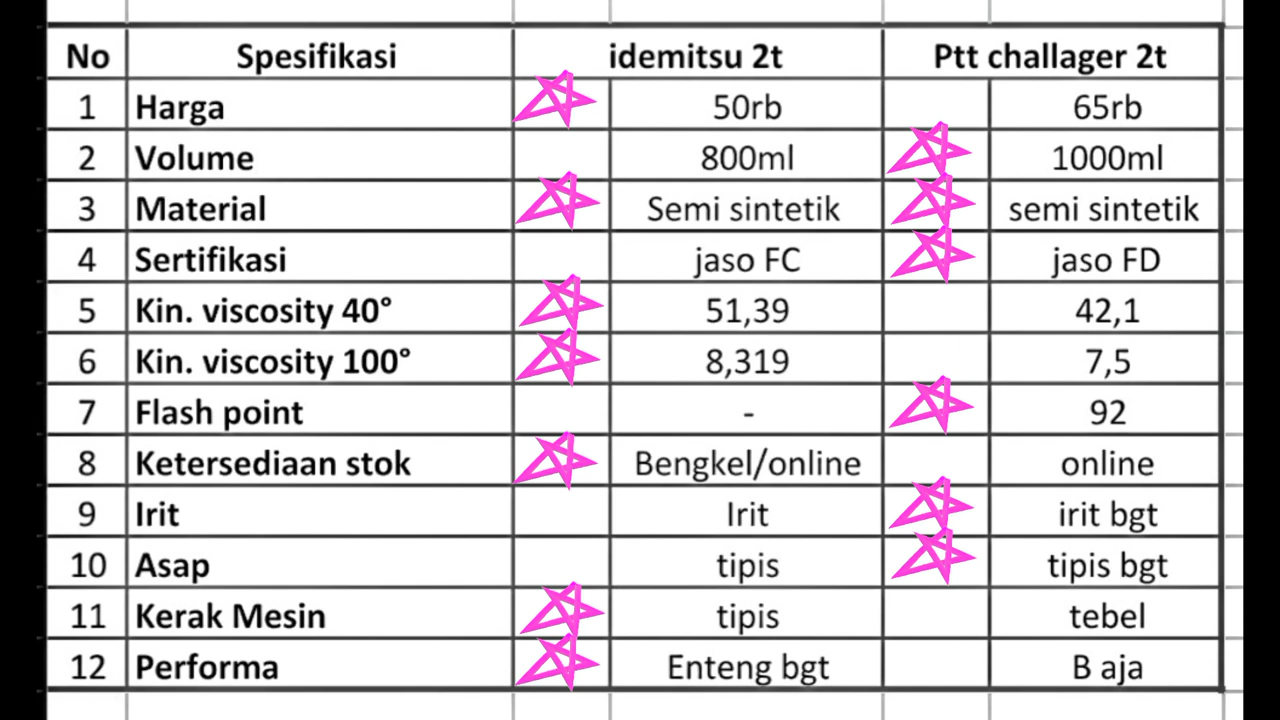 No Spesifikasi idemitsu 2t Ptt challager 2t
1 Harga 50rb 65rb
2 Volume 800ml 1000ml
3 Material Semi sintetik semi sintetik
4 Sertifikasi jaso FC jaso FD
5 Kin. viscosity 40° 51,39 42,1
6 Kin. viscosity 100° 8,319 7,5
7 Flash point - 92
8 Ketersediaan stok Bengkel/online online
9 Irit Irit irit bgt
10 Asap tipis tipis bgt
11 Kerak Mesin tipis tebel
12 Performa Enteng bgt B aja